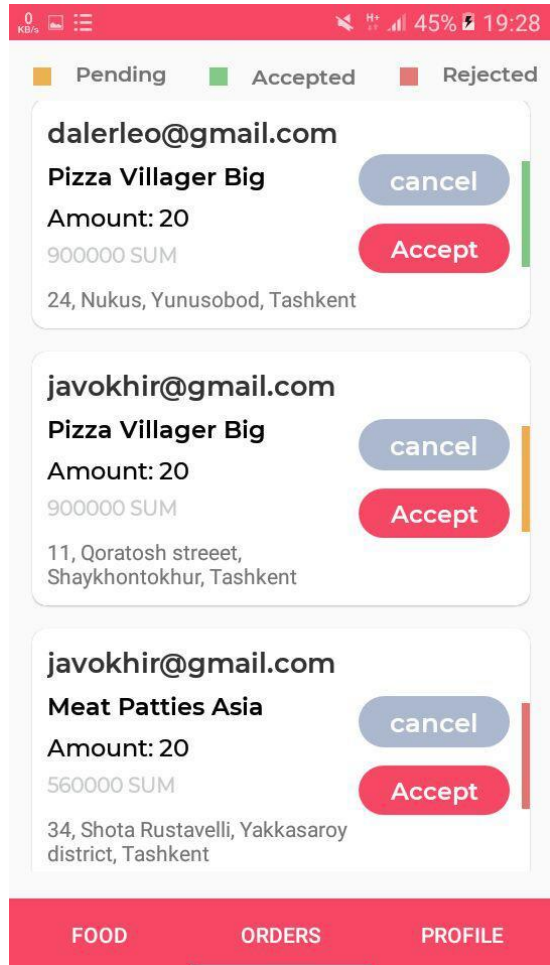 0
KB/s
H+ 45% 19:28
Pending Accepted Rejected
dalerleo@gmail.com
Pizza Villager Big
cancel
Amount: 20
Accept
900000 SUM
24, Nukus, Yunusobod, Tashkent
javokhir@gmail.com
Pizza Villager Big
cancel
Amount: 20
Accept
900000 SUM
11, Qoratosh streeet,
Shaykhontokhur, Tashkent
javokhir@gmail.com
Meat Patties Asia
cancel
Amount: 20
Accept
560000 SUM
34, Shota Rustavelli, Yakkasaroy
district, Tashkent
FOOD ORDERS PROFILE